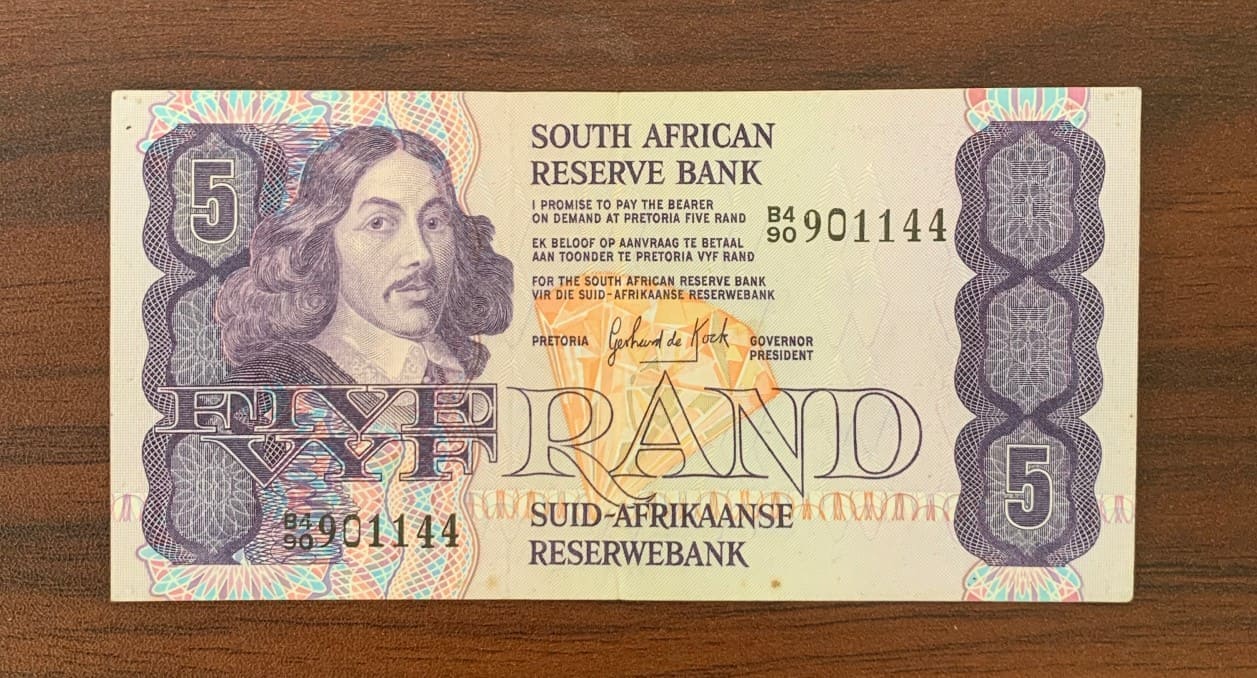 5
SOUTH AFRICAN
RESERVE BANK
I PROMISE TO PAY THE BEARER
ON DEMAND AT PRETORIA FIVE RAND
B4
90 901144
EK BELOOF OP AANVRAAG TE BETAAL
AAN TOONDER TE PRETORIA VYF RAND
FOR THE SOUTH AFRICAN RESERVE BANK
VIR DIE SUID-AFRIKAANSE RESERWEBANK
PRETORIA Gerhard de Kock GOVERNOR
PRESIDENT
FIVE RAND
VYF
5
B4
90 901144
SUID-AFRIKAANSE
RESERWEBANK